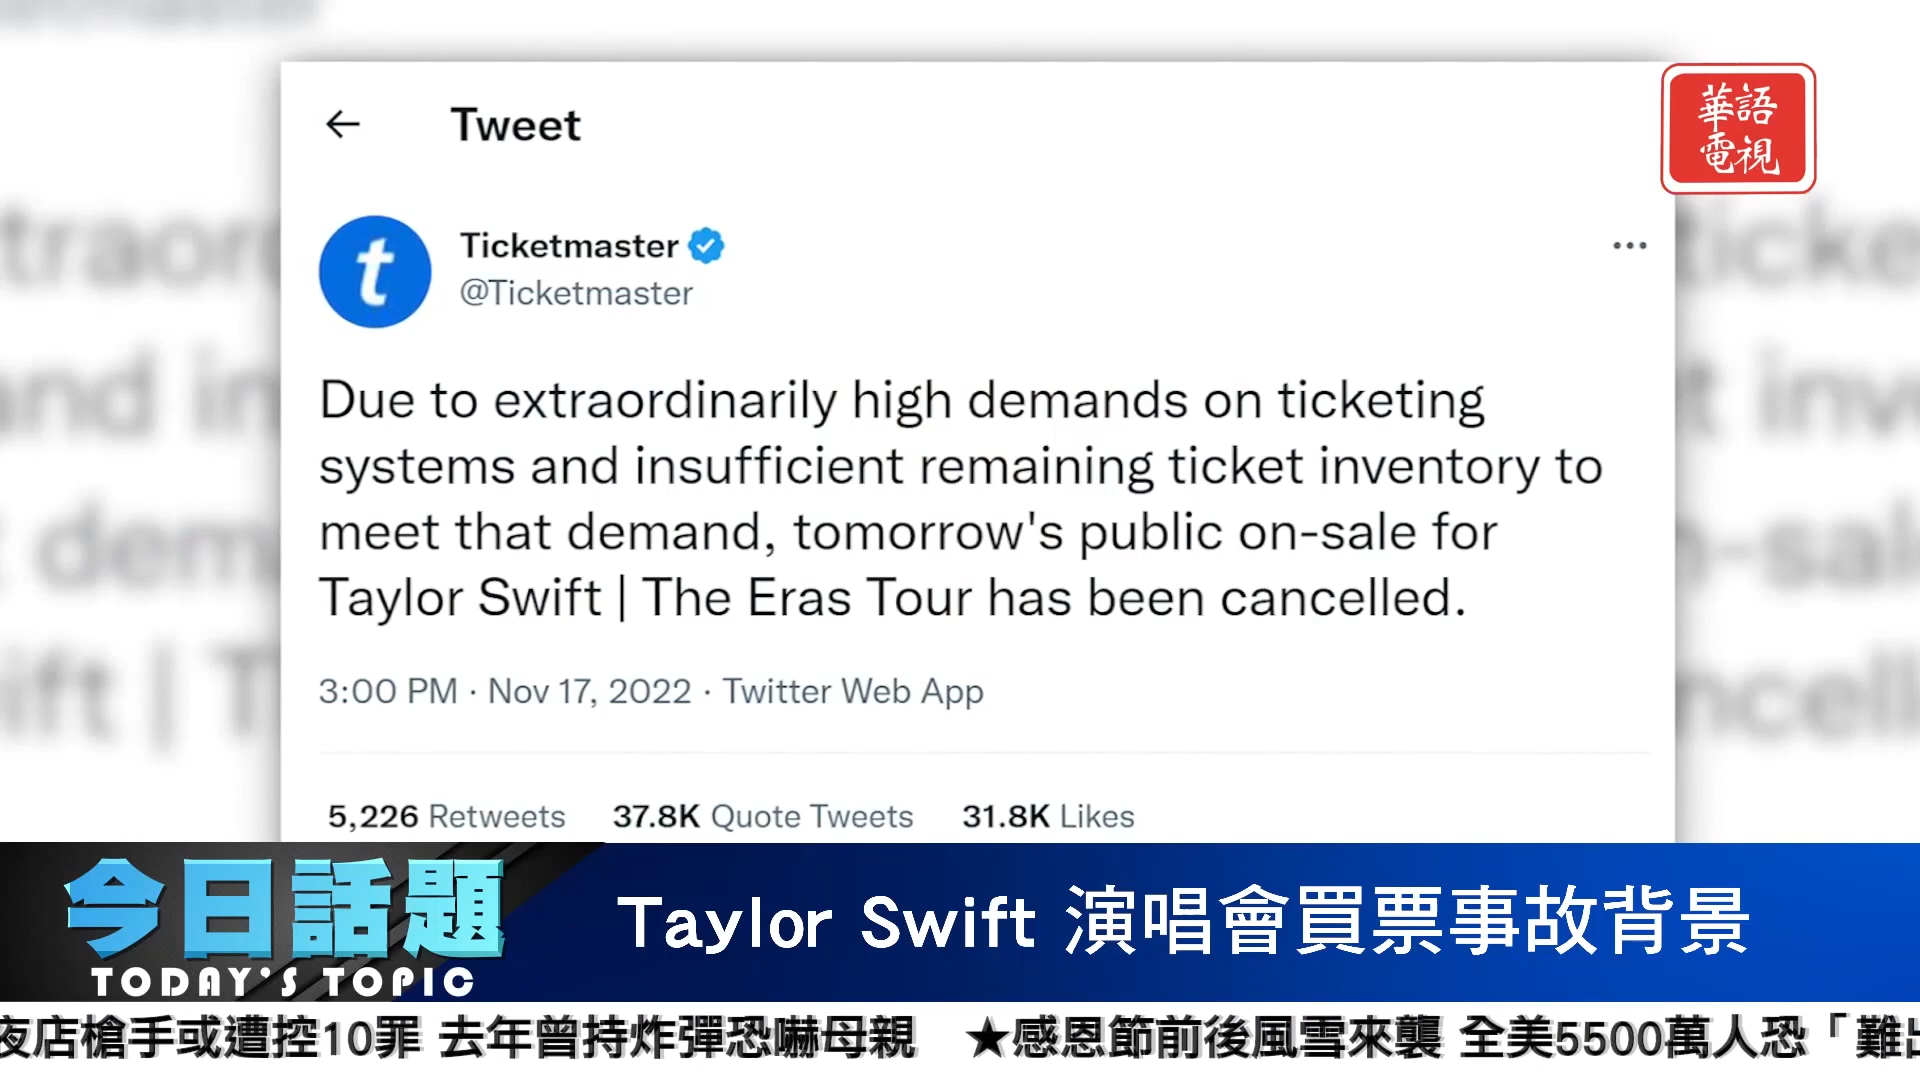 Tweet
華語
電視
Ticketmaster
@Ticketmaster
Due to extraordinarily high demands on ticketing
systems and insufficient remaining ticket inventory to
meet that demand, tomorrow's public on-sale for
Taylor Swift | The Eras Tour has been cancelled.
3:00 PM · Nov 17, 2022 · Twitter Web App
5,226 Retweets 37.8K Quote Tweets 31.8K Likes
今日話題
TODAY'S TOPIC
Taylor Swift 演唱會買票事故背景
夜店槍手或遭控10罪 去年曾持炸彈恐嚇母親 ★感恩節前後風雪來襲 全美5500萬人恐「難出